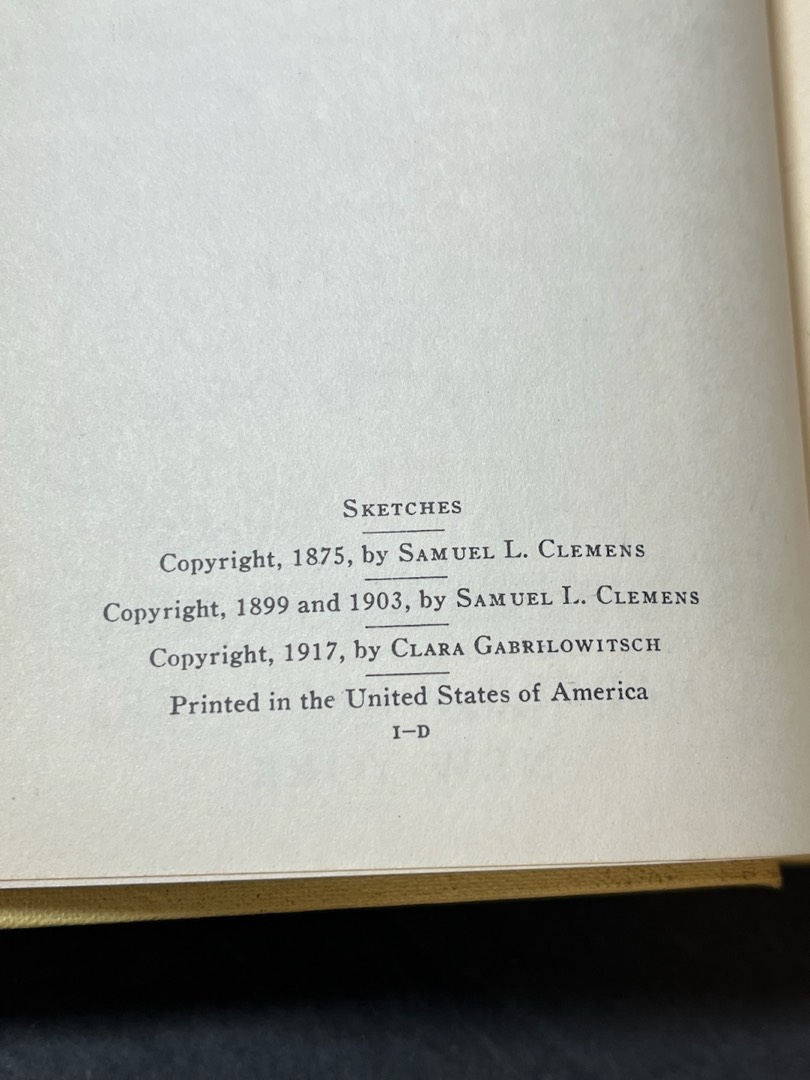 SKETCHES
Copyright, 1875, by SAMUEL L. CLEMENS
Copyright, 1899 and 1903, by SAMUEL L. CLEMENS
Copyright, 1917, by CLARA GABRILOWITSCH
Printed in the United States of America
I–D